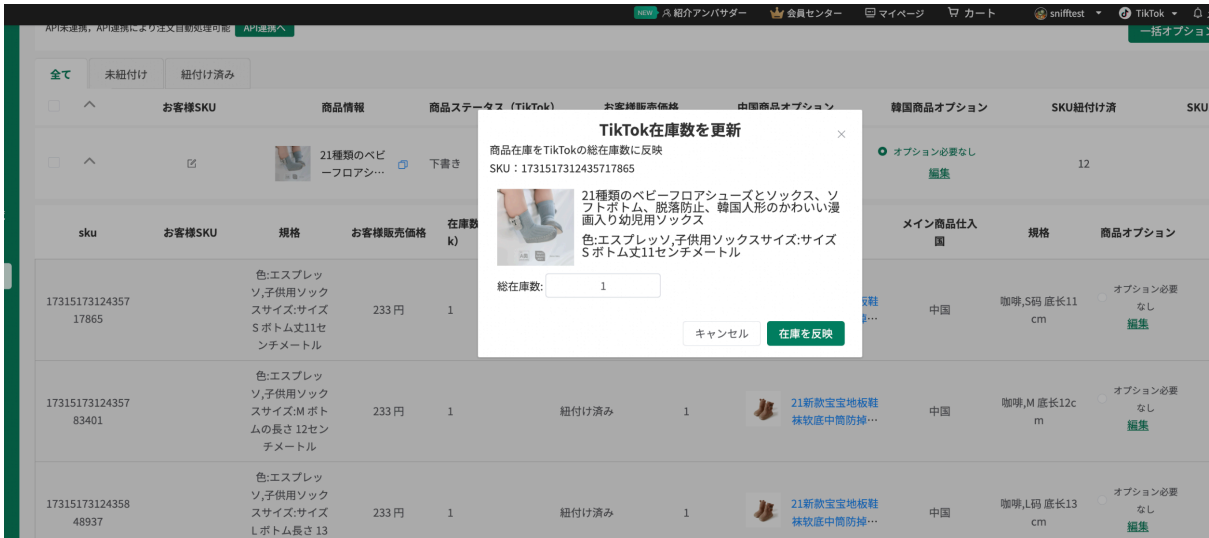 NEW 紹介アンバサダー 会員センター マイページ カート snifftest TikTok
API未連携，API連携により注文自動処理可能 API連携へ 一括オプション
全て 未紐付け 紐付け済み
お客様SKU 商品情報 商品ステータス（TikTok） お客様販売価格 中国商品オプション 韓国商品オプション SKU紐付け済 SKU
21種類のベビ
ーフロアシ… 下書き オプション必要なし 12
編集
TikTok在庫数を更新
商品在庫をTikTokの総在庫数に反映
SKU：1731517312435717865
21種類のベビーフロアシューズとソックス、ソ
フトボトム、脱落防止、韓国人形のかわいい漫
画入り幼児用ソックス
色:エスプレッソ,子供用ソックスサイズ:サイズ
S ボトム丈11センチメートル
総在庫数: 1
キャンセル 在庫を反映
sku お客様SKU 規格 お客様販売価格 在庫数
k） メイン商品仕入
国 規格 商品オプション
色:エスプレッ
ソ,子供用ソック
スサイズ:サイズ
S ボトム丈11セ
ンチメートル
17315173124357
17865
233 円 1 中国
咖啡,S码 底长11
cm
オプション必要
なし
編集
色:エスプレッ
ソ,子供用ソック
スサイズ:M ボト
ムの長さ 12セン
チメートル
17315173124357
83401
233 円 1 紐付け済み 1
21新款宝宝地板鞋
袜软底中筒防掉…
中国
咖啡,M 底长12c
m
オプション必要
なし
編集
色:エスプレッ
ソ,子供用ソック
スサイズ:サイズ
L ボトム長さ 13
17315173124358
48937
233 円 1 紐付け済み 1
21新款宝宝地板鞋
袜软底中筒防掉…
中国
咖啡,L码 底长13
cm
オプション必要
なし
編集